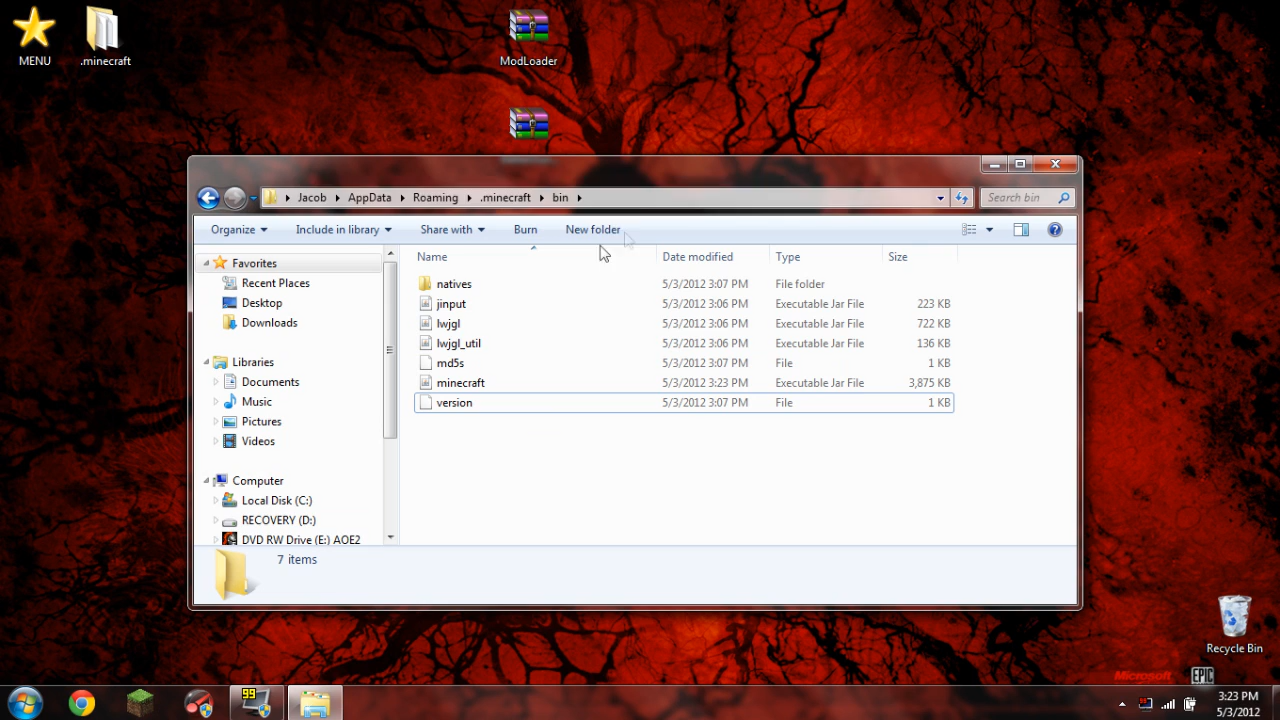 MENU
.minecraft
ModLoader
Jacob
AppData
Roaming
.minecraft
bin
Search bin
Organize
Include in library
Share with
Burn
New folder
Name
Date modified
Type
Size
Favorites
Recent Places
Desktop
Downloads
Libraries
Documents
Music
Pictures
Videos
Computer
Local Disk (C:)
RECOVERY (D:)
DVD RW Drive (E:) AOE2
natives 5/3/2012 3:07 PM File folder
jinput 5/3/2012 3:06 PM Executable Jar File 223 KB
lwjgl 5/3/2012 3:06 PM Executable Jar File 722 KB
lwjgl_util 5/3/2012 3:06 PM Executable Jar File 136 KB
md5s 5/3/2012 3:07 PM File 1 KB
minecraft 5/3/2012 3:23 PM Executable Jar File 3,875 KB
version 5/3/2012 3:07 PM File 1 KB
7 items
Recycle Bin
Microsoft
EPIC
99
3:23 PM
5/3/2012